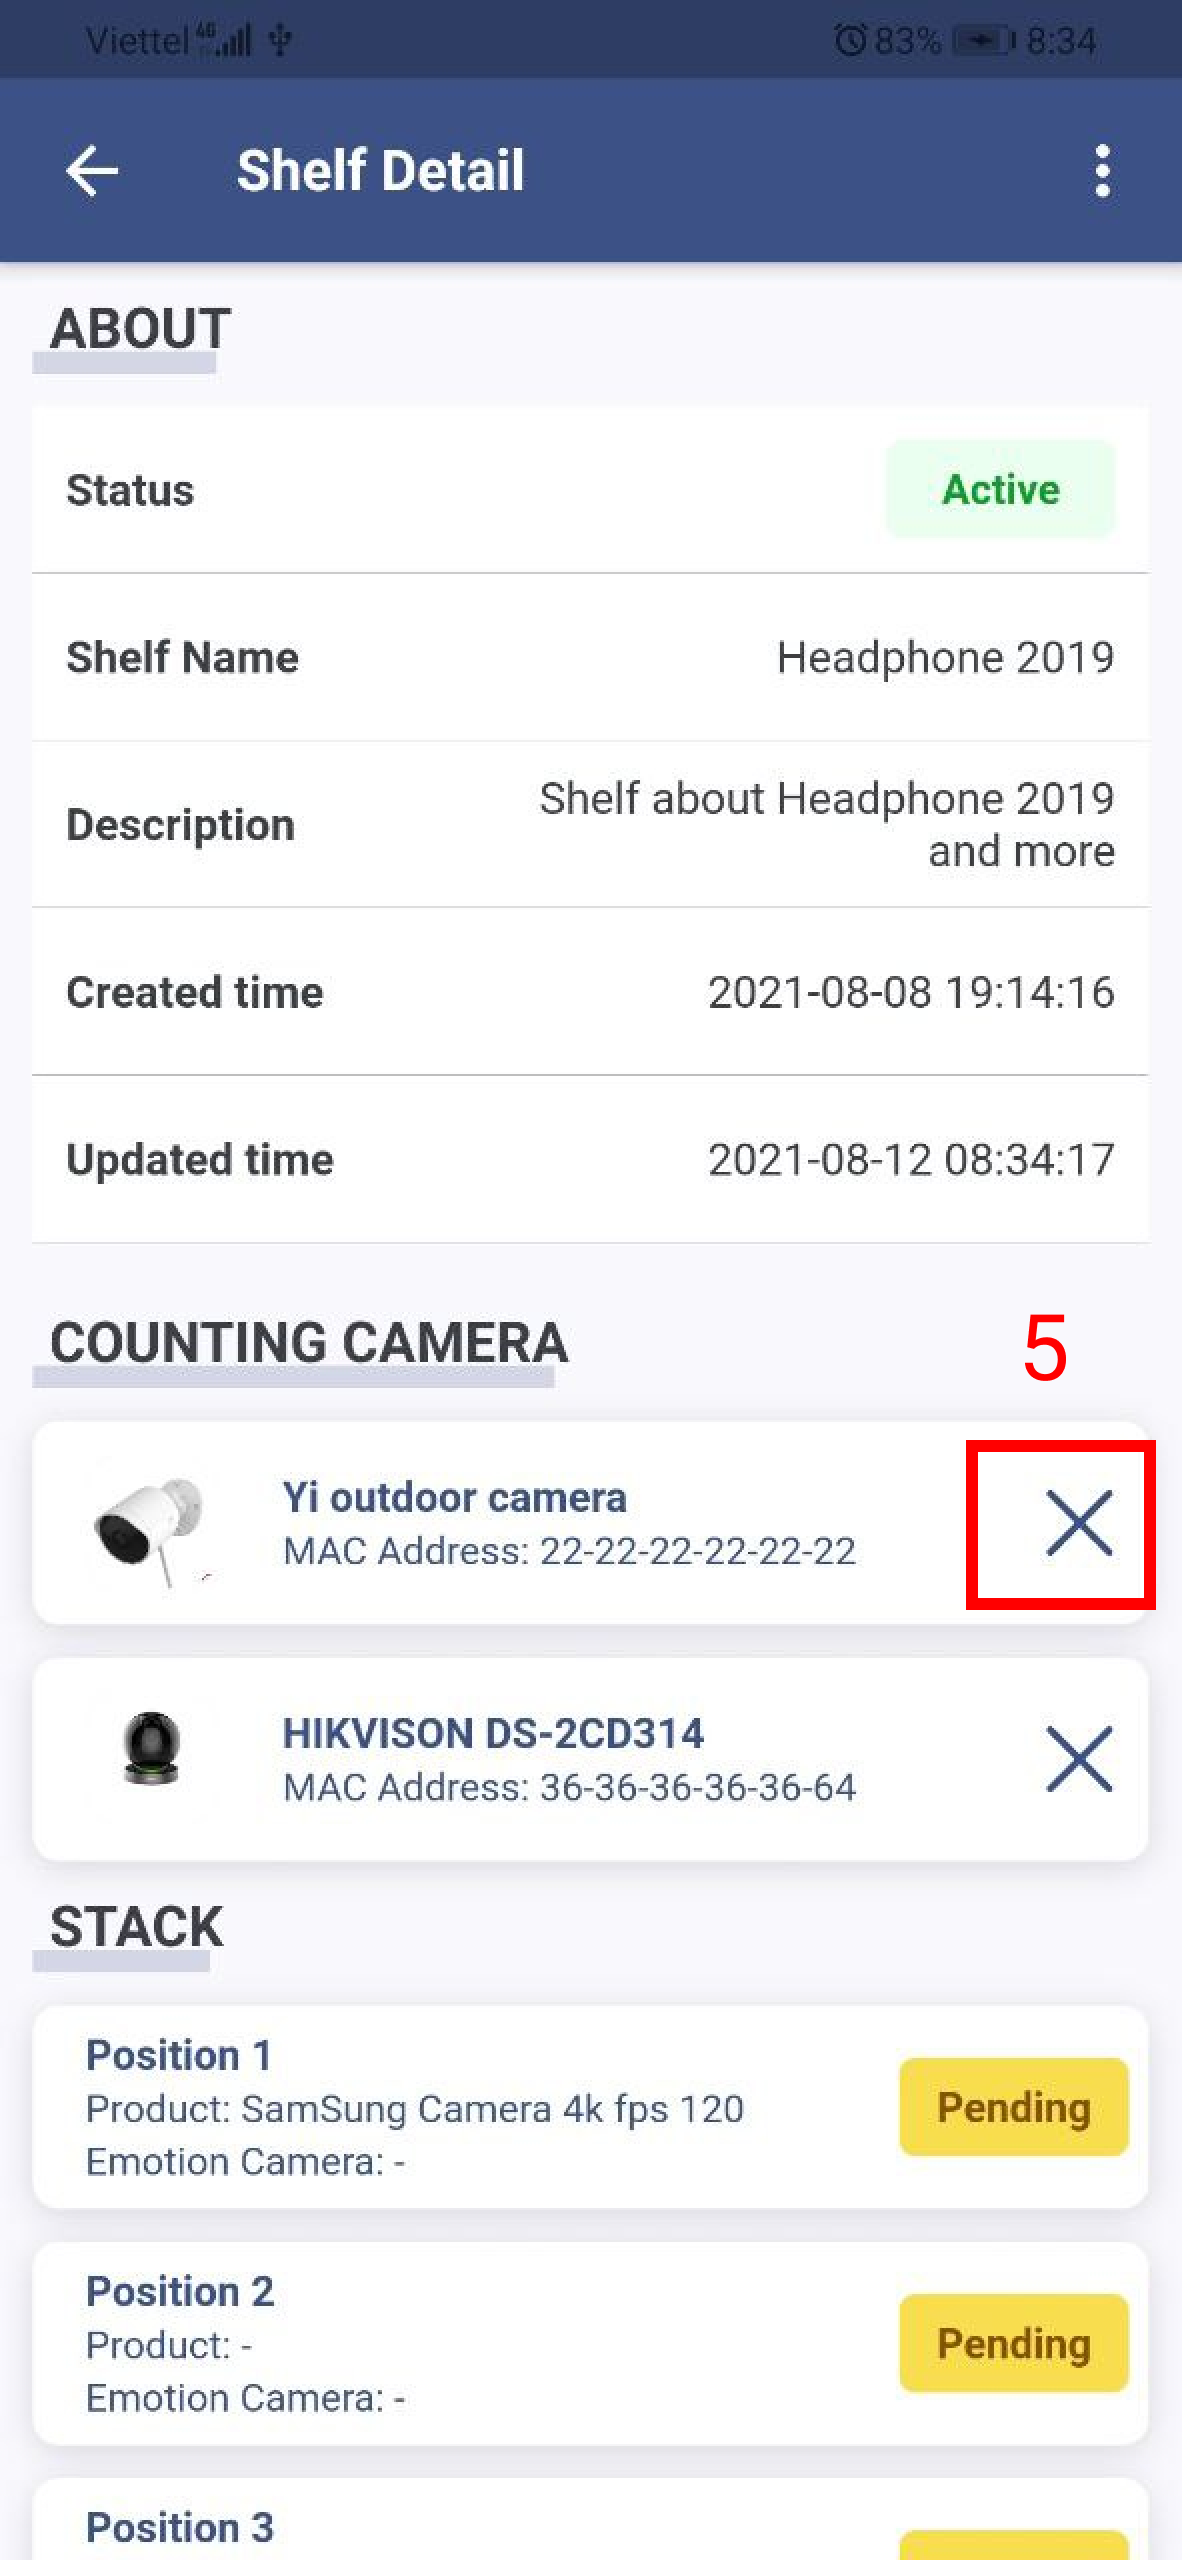 Viettel 4G 83% 8:34
Shelf Detail
ABOUT
Status Active
Shelf Name Headphone 2019
Description Shelf about Headphone 2019
and more
Created time 2021-08-08 19:14:16
Updated time 2021-08-12 08:34:17
COUNTING CAMERA 5
Yi outdoor camera
MAC Address: 22-22-22-22-22-22
HIKVISON DS-2CD314
MAC Address: 36-36-36-36-36-64
STACK
Position 1
Product: SamSung Camera 4k fps 120
Emotion Camera: -
Pending
Position 2
Product: -
Emotion Camera: -
Pending
Position 3